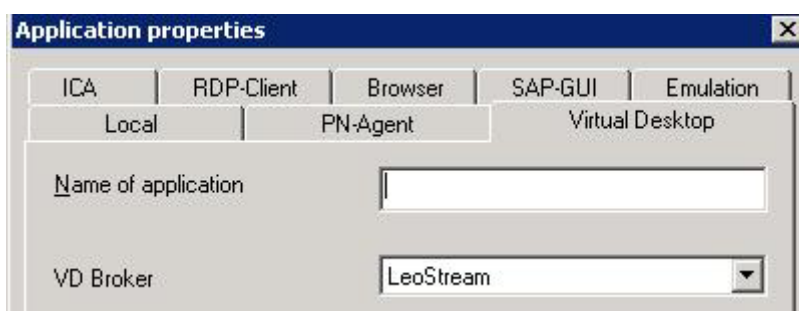 Application properties
ICA RDP-Client Browser SAP-GUI Emulation
Local PN-Agent Virtual Desktop
Name of application
VD Broker LeoStream